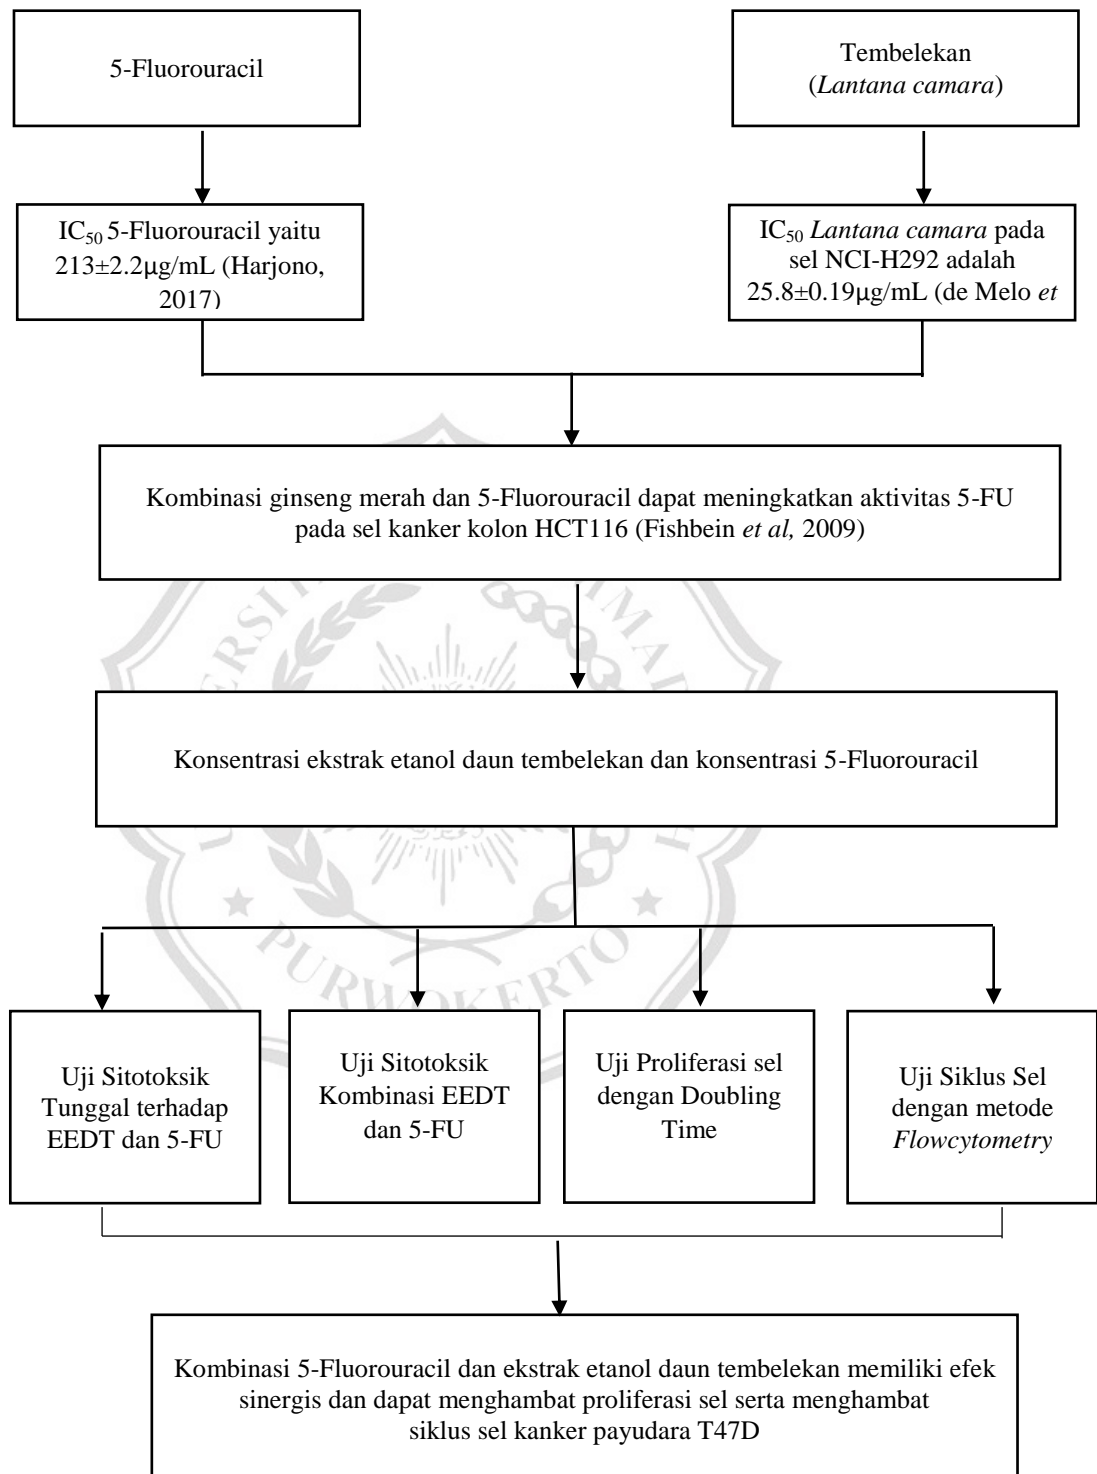 5-Fluorouracil
Tembelekan
(Lantana camara)
IC50 5-Fluorouracil yaitu
213±2.2µg/mL (Harjono,
2017)
IC50 Lantana camara pada
sel NCI-H292 adalah
25.8±0.19µg/mL (de Melo et
Kombinasi ginseng merah dan 5-Fluorouracil dapat meningkatkan aktivitas 5-FU
pada sel kanker kolon HCT116 (Fishbein et al, 2009)
Konsentrasi ekstrak etanol daun tembelekan dan konsentrasi 5-Fluorouracil
PURWOKERTO
Uji Sitotoksik
Tunggal terhadap
EEDT dan 5-FU
Uji Sitotoksik
Kombinasi EEDT
dan 5-FU
Uji Proliferasi sel
dengan Doubling
Time
Uji Siklus Sel
dengan metode
Flowcytometry
Kombinasi 5-Fluorouracil dan ekstrak etanol daun tembelekan memiliki efek
sinergis dan dapat menghambat proliferasi sel serta menghambat
siklus sel kanker payudara T47D